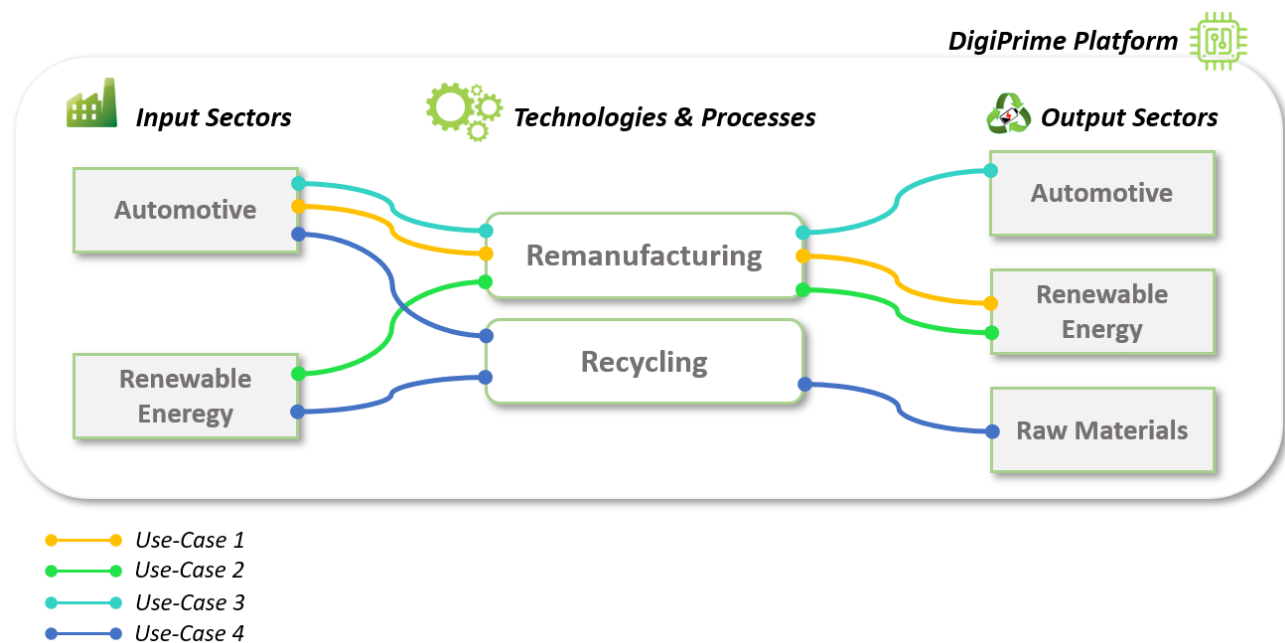 DigiPrime Platform
Input Sectors
Technologies & Processes
Output Sectors
Automotive
Remanufacturing
Automotive
Renewable
Energy
Renewable
Eneregy
Recycling
Raw Materials
Use-Case 1
Use-Case 2
Use-Case 3
Use-Case 4